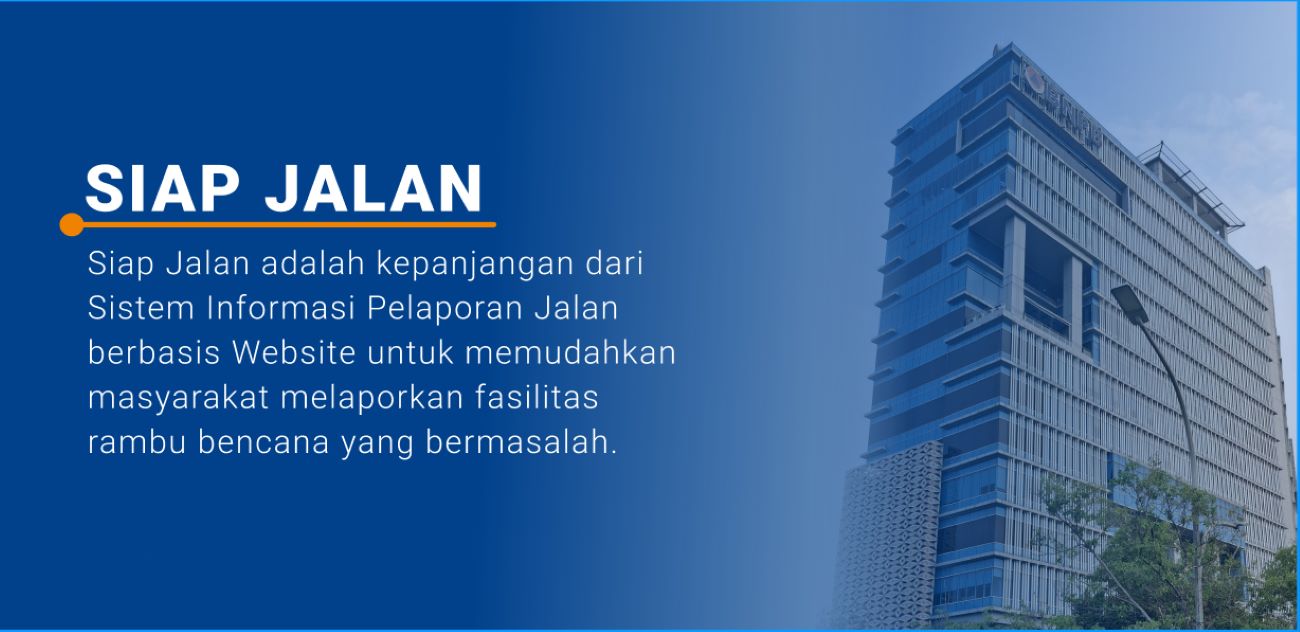 SIAP JALAN
Siap Jalan adalah kepanjangan dari
Sistem Informasi Pelaporan Jalan
berbasis Website untuk memudahkan
masyarakat melaporkan fasilitas
rambu bencana yang bermasalah.